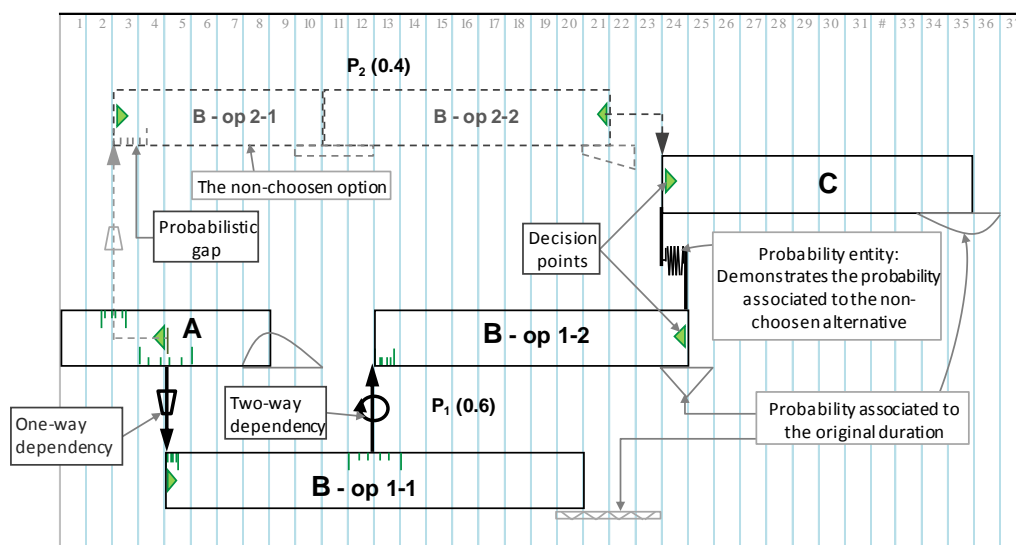 1 2 3 4 5 6 7 8 9 10 11 12 13 14 15 16 17 18 19 20 21 22 23 24 25 26 27 28 29 30 31 # 33 34 35 36 37
P2 (0.4)
B - op 2-1
B - op 2-2
The non-choosen option
C
Probabilistic
gap
Decision
points
Probability entity:
Demonstrates the probability
associated to the non-
choosen alternative
A
B - op 1-2
One-way
dependency
Two-way
dependency
P1 (0.6)
Probability associated to
the original duration
B - op 1-1